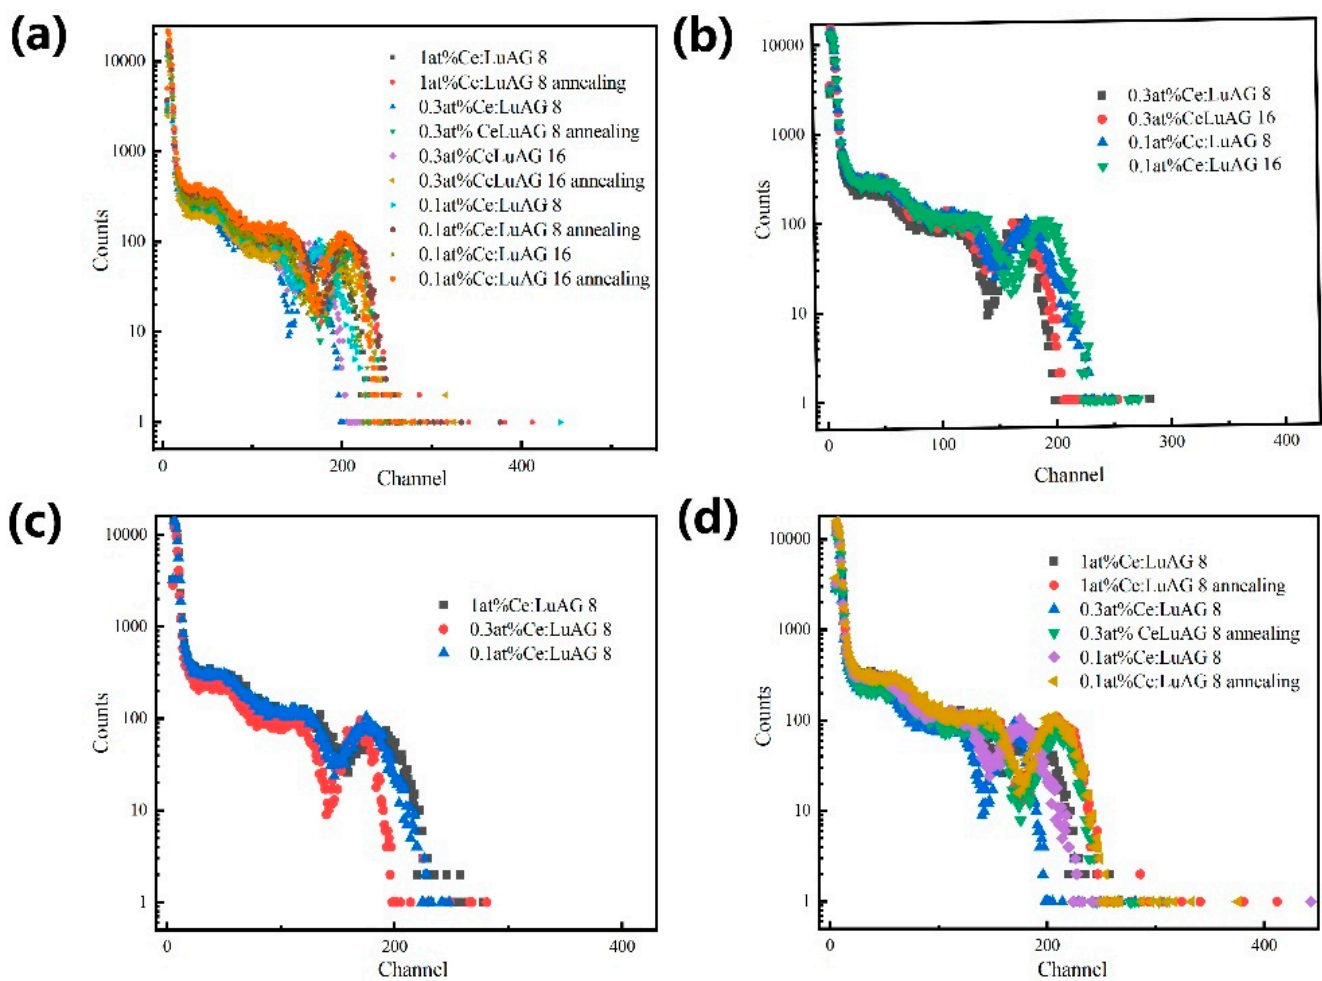 (a)
10000
1000
100
10
1
Counts
0
200
400
Channel
1at%Ce:LuAG 8
1at%Ce:LuAG 8 annealing
0.3at%Ce:LuAG 8
0.3at% CeLuAG 8 annealing
0.3at%CeLuAG 16
0.3at%CeLuAG 16 annealing
0.1at%Ce:LuAG 8
0.1at%Ce:LuAG 8 annealing
0.1at%Ce:LuAG 16
0.1at%Ce:LuAG 16 annealing
(b)
10000
1000
100
10
1
Counts
0
100
200
300
400
Channel
0.3at%Ce:LuAG 8
0.3at%CeLuAG 16
0.1at%Ce:LuAG 8
0.1at%Ce:LuAG 16
(c)
10000
1000
100
10
1
Counts
0
200
400
Channel
1at%Ce:LuAG 8
0.3at%Ce:LuAG 8
0.1at%Ce:LuAG 8
(d)
10000
1000
100
10
1
Counts
0
200
400
Channel
1at%Ce:LuAG 8
1at%Ce:LuAG 8 annealing
0.3at%Ce:LuAG 8
0.3at% CeLuAG 8 annealing
0.1at%Ce:LuAG 8
0.1at%Ce:LuAG 8 annealing